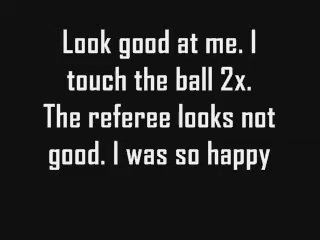 Look good at me. I
touch the ball 2x.
The referee looks not
good. I was so happy